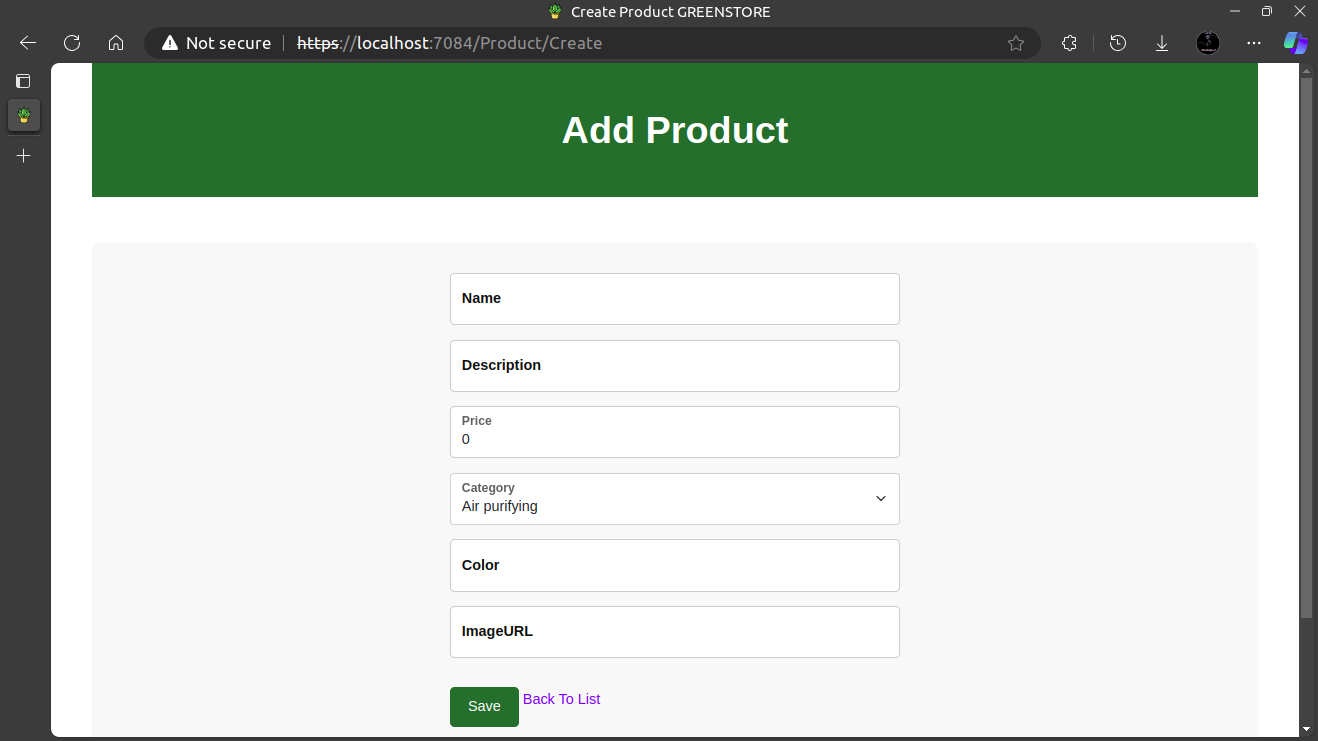 Create Product GREENSTORE
Not secure https://localhost:7084/Product/Create
Add Product
Name
Description
Price
0
Category
Air purifying
Color
ImageURL
Save Back To List